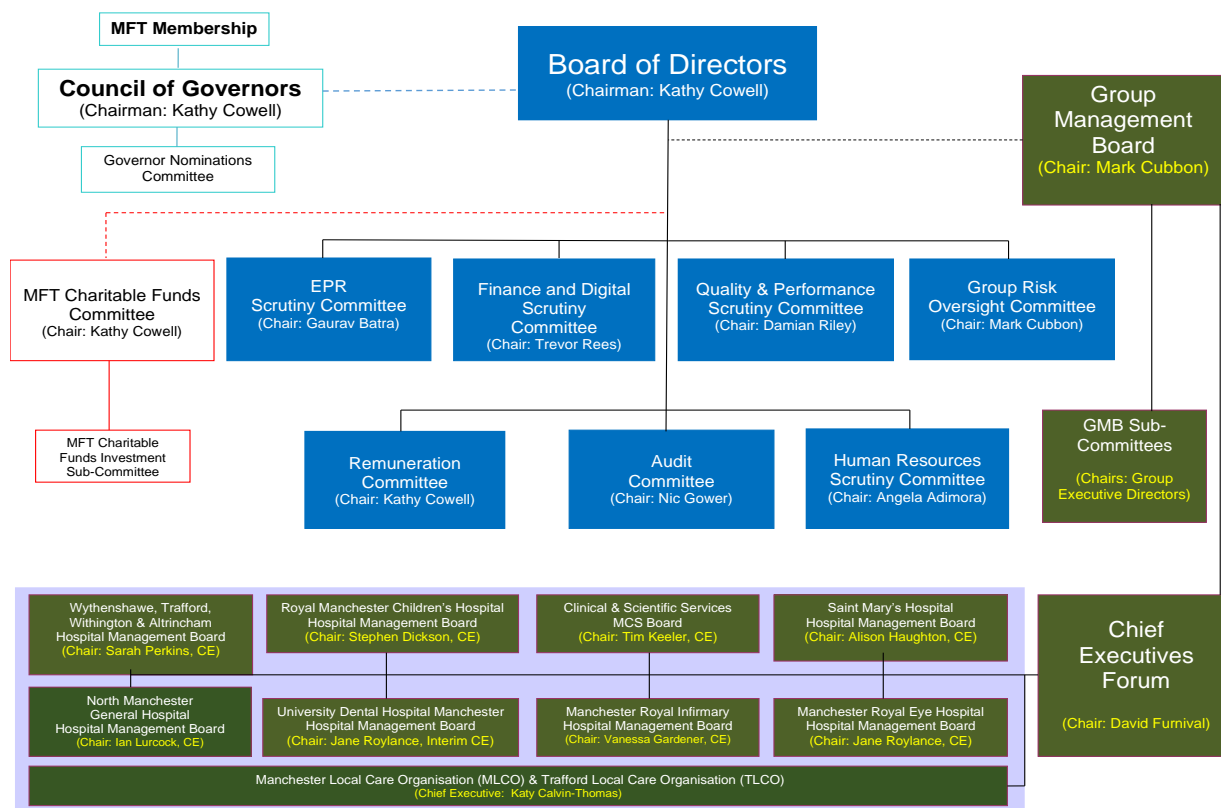 MFT Membership
Council of Governors
(Chairman: Kathy Cowell)
Governor Nominations
Committee
Board of Directors
(Chairman: Kathy Cowell)
Group
Management
Board
(Chair: Mark Cubbon)
MFT Charitable Funds
Committee
(Chair: Kathy Cowell)
EPR
Scrutiny Committee
(Chair: Gaurav Batra)
Finance and Digital
Scrutiny
Committee
(Chair: Trevor Rees)
Quality & Performance
Scrutiny Committee
(Chair: Damian Riley)
Group Risk
Oversight Committee
(Chair: Mark Cubbon)
MFT Charitable
Funds Investment
Sub-Committee
Remuneration
Committee
(Chair: Kathy Cowell)
Audit
Committee
(Chair: Nic Gower)
Human Resources
Scrutiny Committee
(Chair: Angela Adimora)
GMB Sub-
Committees
(Chairs: Group
Executive Directors)
Wythenshawe, Trafford,
Withington & Altrincham
Hospital Management Board
(Chair: Sarah Perkins, CE)
Royal Manchester Children's Hospital
Hospital Management Board
(Chair: Stephen Dickson, CE)
Clinical & Scientific Services
MCS Board
(Chair: Tim Keeler, CE)
Saint Mary's Hospital
Hospital Management Board
(Chair: Alison Haughton, CE)
Chief
Executives
Forum
(Chair: David Furnival)
North Manchester
General Hospital
Hospital Management Board
(Chair: Ian Lurcock, CE)
University Dental Hospital Manchester
Hospital Management Board
(Chair: Jane Roylance, Interim CE)
Manchester Royal Infirmary
Hospital Management Board
(Chair: Vanessa Gardener, CE)
Manchester Royal Eye Hospital
Hospital Management Board
(Chair: Jane Roylance, CE)
Manchester Local Care Organisation (MLCO) & Trafford Local Care Organisation (TLCO)
(Chief Executive: Katy Calvin-Thomas)